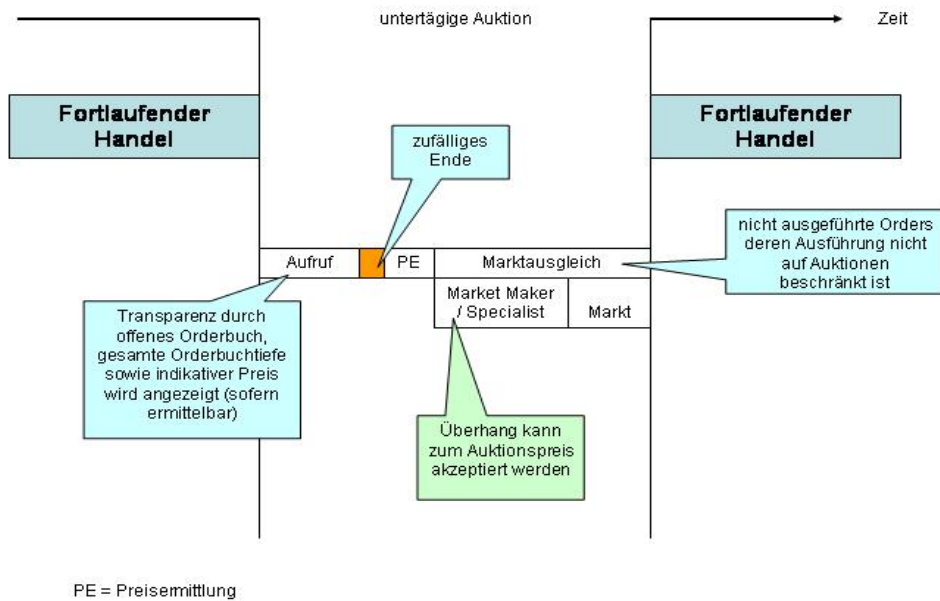 untertägige Auktion
Zeit
Fortlaufender
Handel
Fortlaufender
Handel
zufälliges
Ende
nicht ausgeführte Orders
deren Ausführung nicht
auf Auktionen
beschränkt ist
Aufruf
PE
Marktausgleich
Market Maker
/ Specialist
Markt
Transparenz durch
offenes Orderbuch,
gesamte Orderbuchtiefe
sowie indikativer Preis
wird angezeigt (sofern
ermittelbar)
Überhang kann
zum Auktionspreis
akzeptiert werden
PE = Preisermittlung